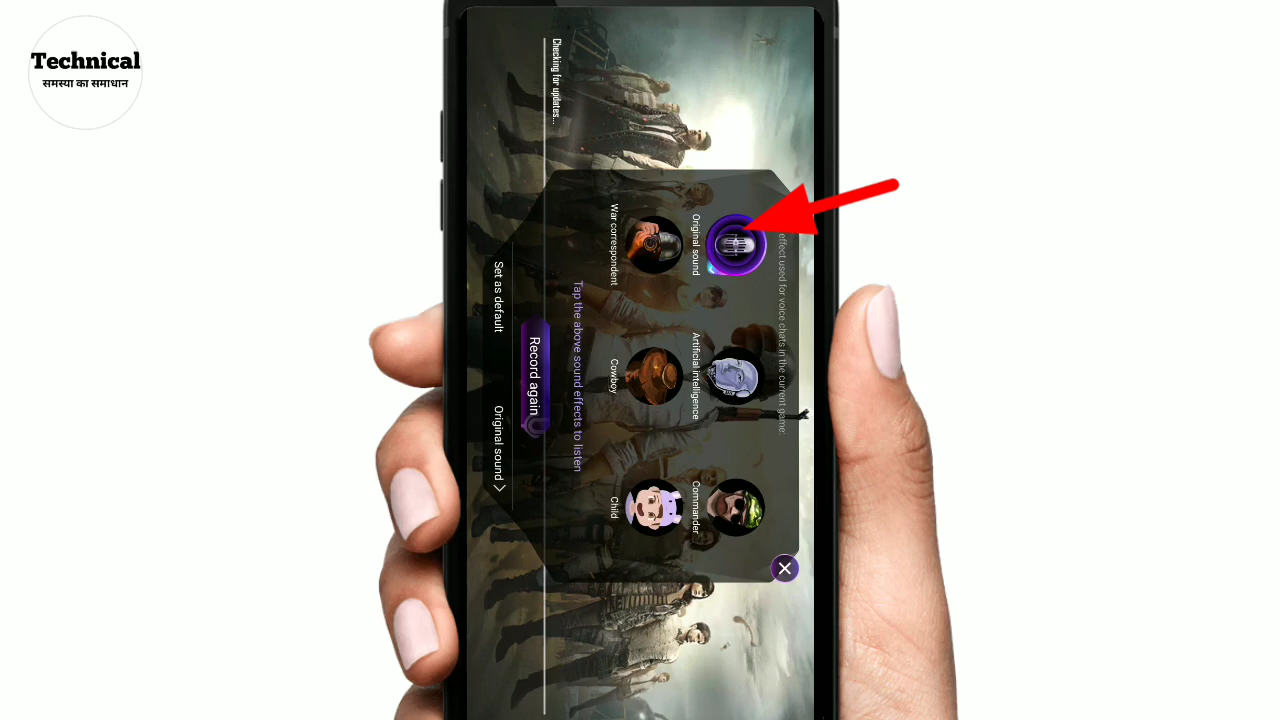 Technical
समस्या का समाधान
Checking for updates...
effect used for voice chats in the current game:
Original sound
Artificial intelligence
Commander
War correspondent
Cowboy
Child
Tap the above sound effects to listen
Record again
Set as default
Original sound